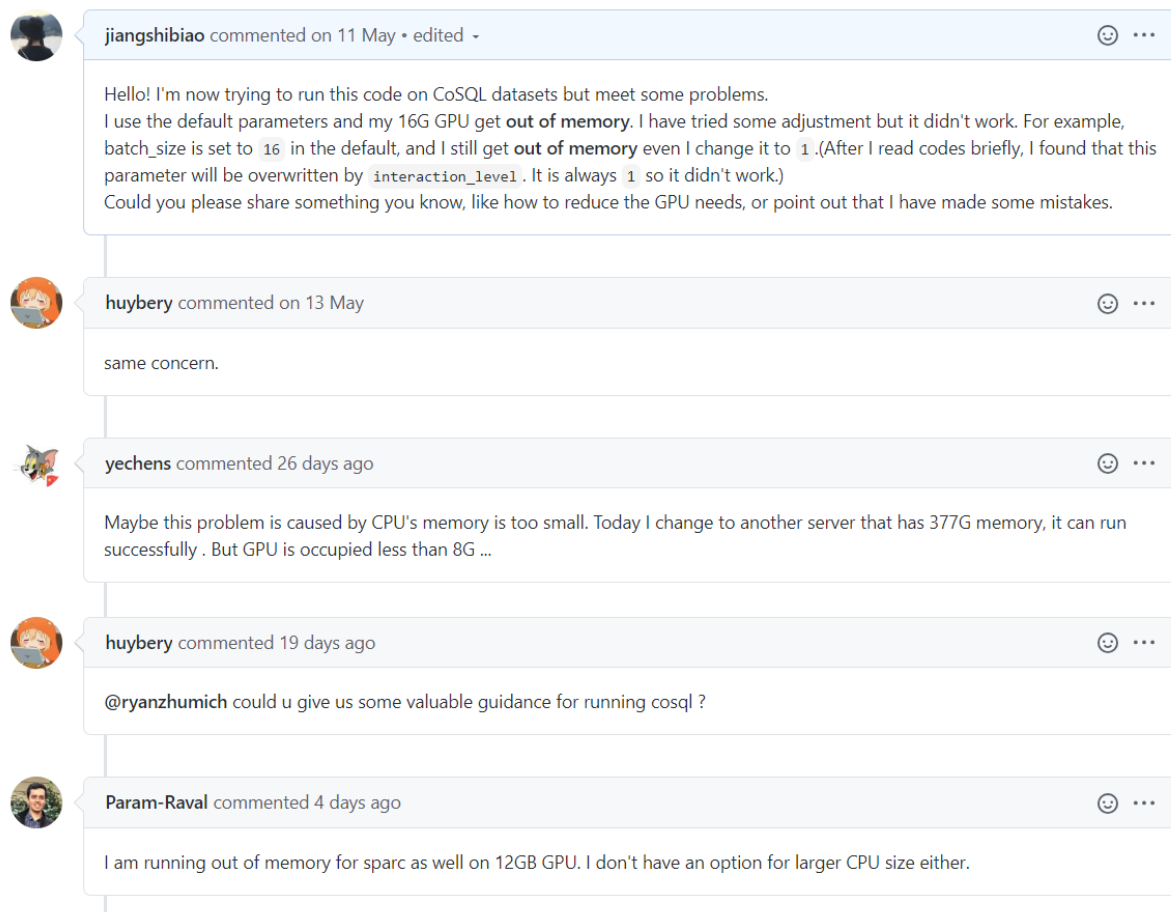 jiangshibiao commented on 11 May • edited
Hello! I'm now trying to run this code on CoSQL datasets but meet some problems.
I use the default parameters and my 16G GPU get out of memory. I have tried some adjustment but it didn't work. For example,
batch_size is set to 16 in the default, and I still get out of memory even I change it to 1 .(After I read codes briefly, I found that this
parameter will be overwritten by interaction_level. It is always 1 so it didn't work.)
Could you please share something you know, like how to reduce the GPU needs, or point out that I have made some mistakes.
huybery commented on 13 May
same concern.
yechens commented 26 days ago
Maybe this problem is caused by CPU's memory is too small. Today I change to another server that has 377G memory, it can run
successfully . But GPU is occupied less than 8G ...
huybery commented 19 days ago
@ryanzhumich could u give us some valuable guidance for running cosql ?
Param-Raval commented 4 days ago
I am running out of memory for sparc as well on 12GB GPU. I don't have an option for larger CPU size either.